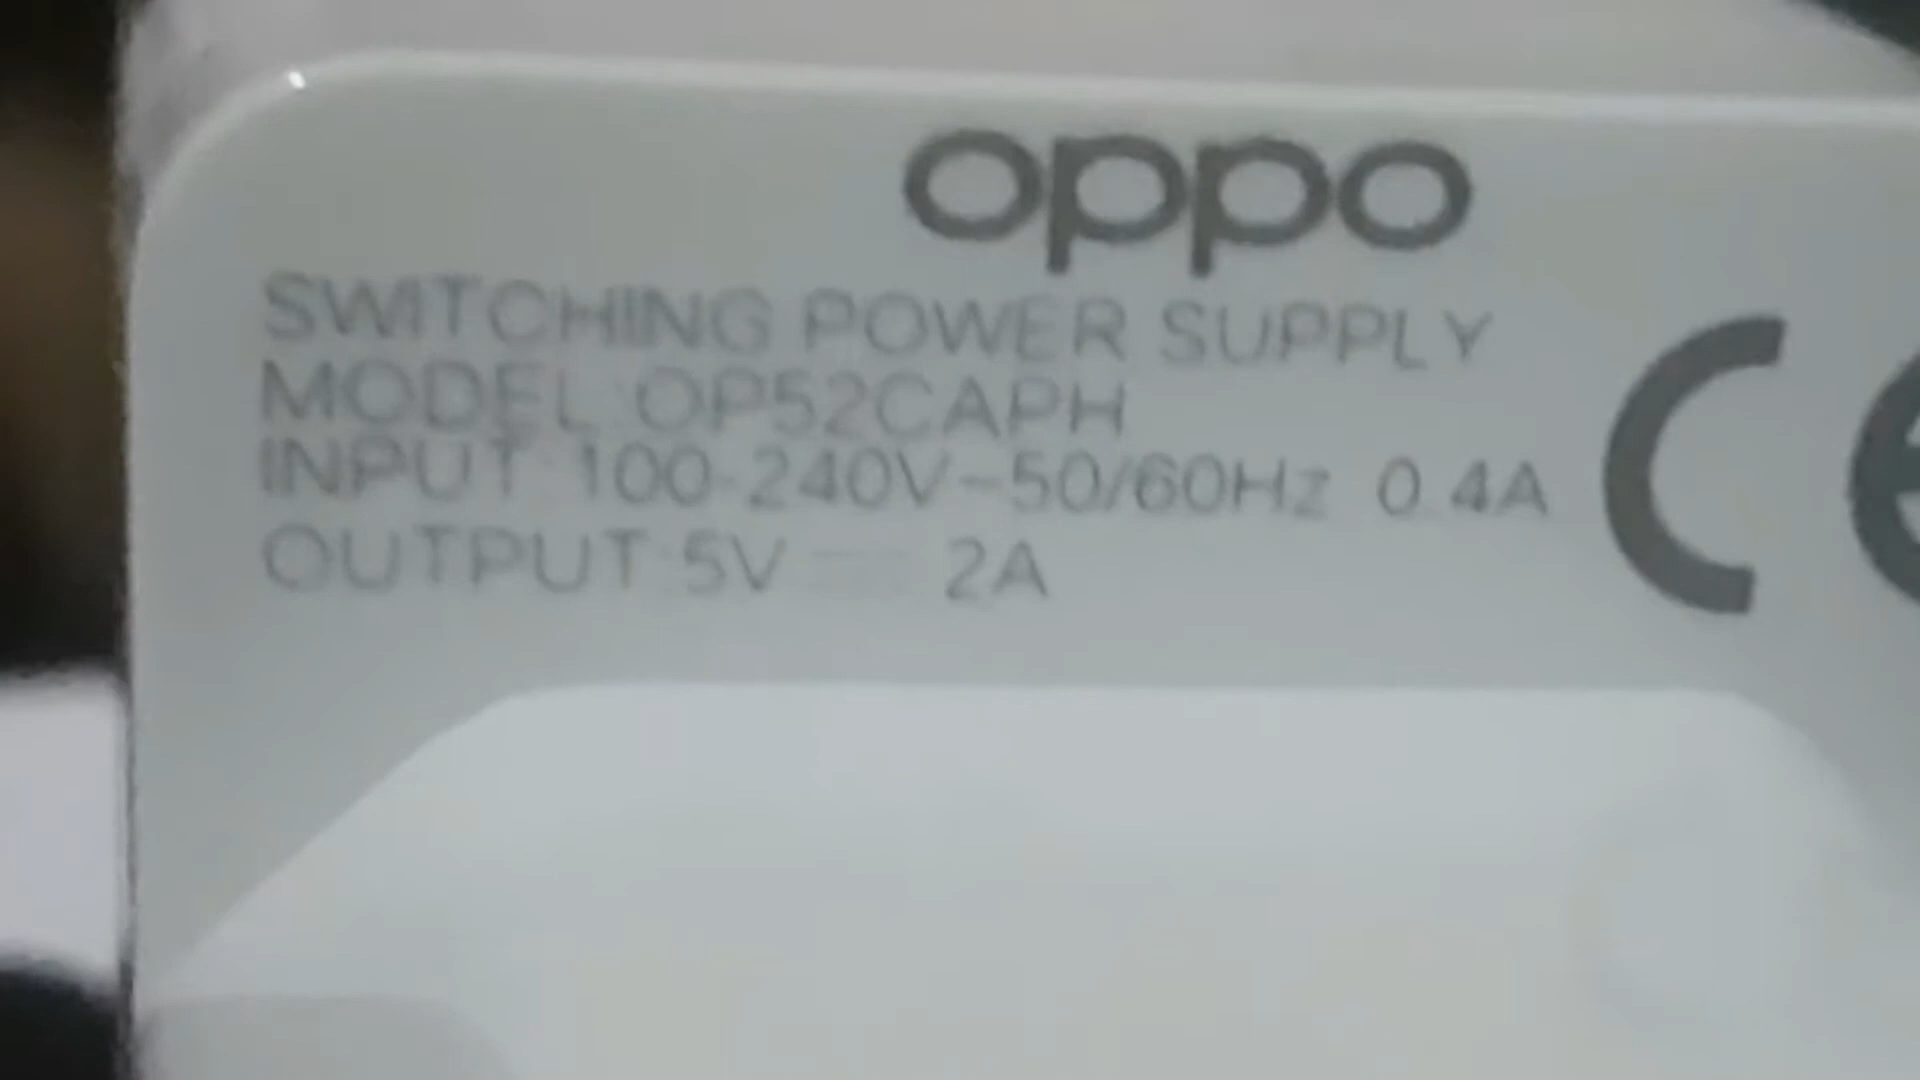 oppo
SWITCHING POWER SUPPLY
MODEL:OP52CAPH
INPUT:100-240V~50/60Hz 0.4A
OUTPUT:5V⎓2A
CE